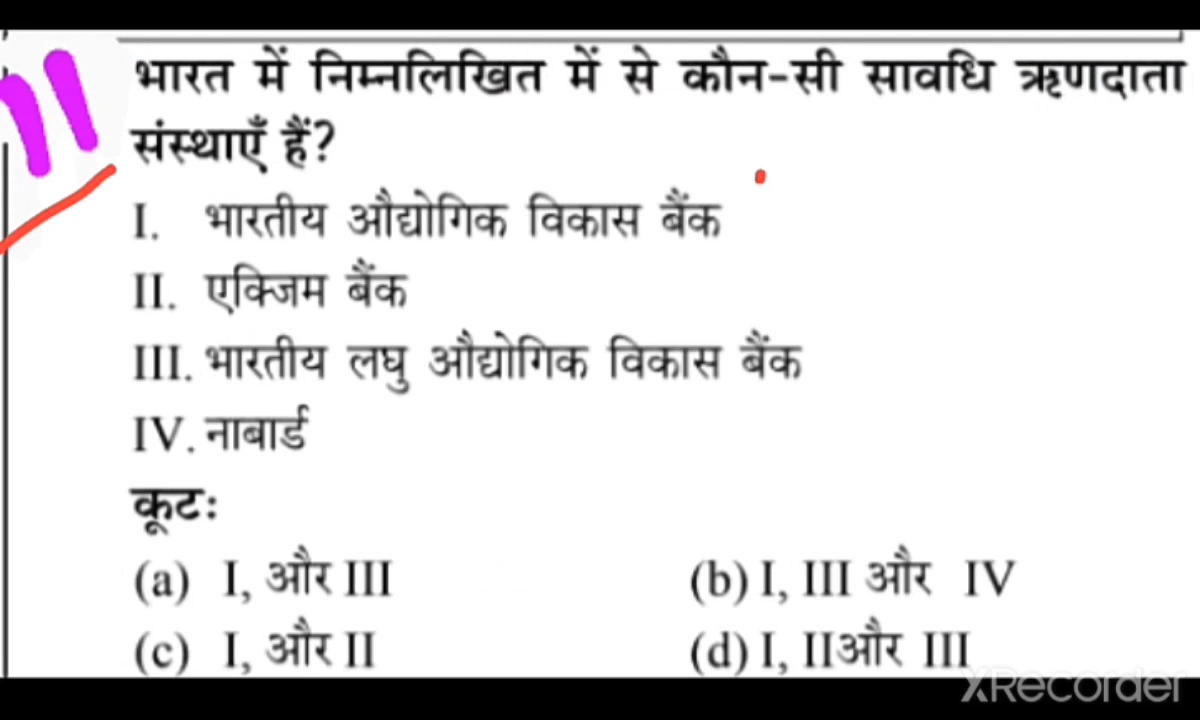 11
भारत में निम्नलिखित में से कौन-सी सावधि ऋणदाता
संस्थाएँ हैं?
I. भारतीय औद्योगिक विकास बैंक
II. एक्जिम बैंक
III. भारतीय लघु औद्योगिक विकास बैंक
IV. नाबार्ड
कूटः
(a) I, और III (b) I, III और IV
(c) I, और II (d) I, IIऔर III
XRecorder